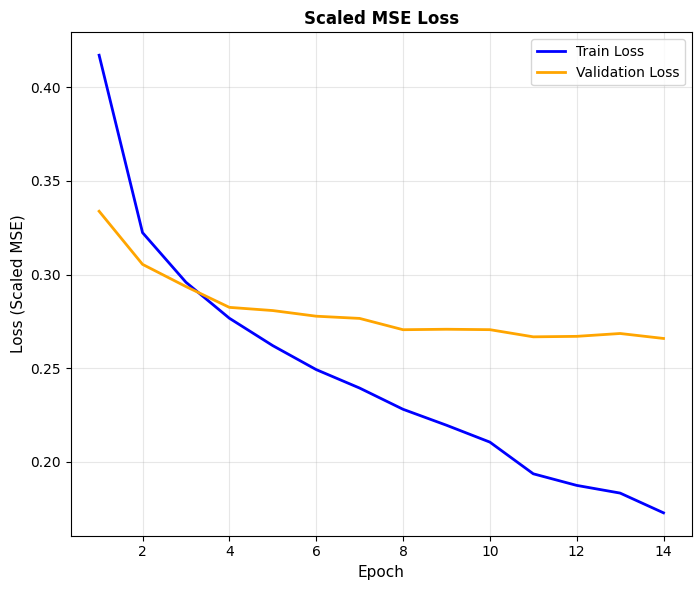 Scaled MSE Loss
Train Loss
Validation Loss
0.40
0.35
0.30
0.25
0.20
Loss (Scaled MSE)
2 4 6 8 10 12 14
Epoch